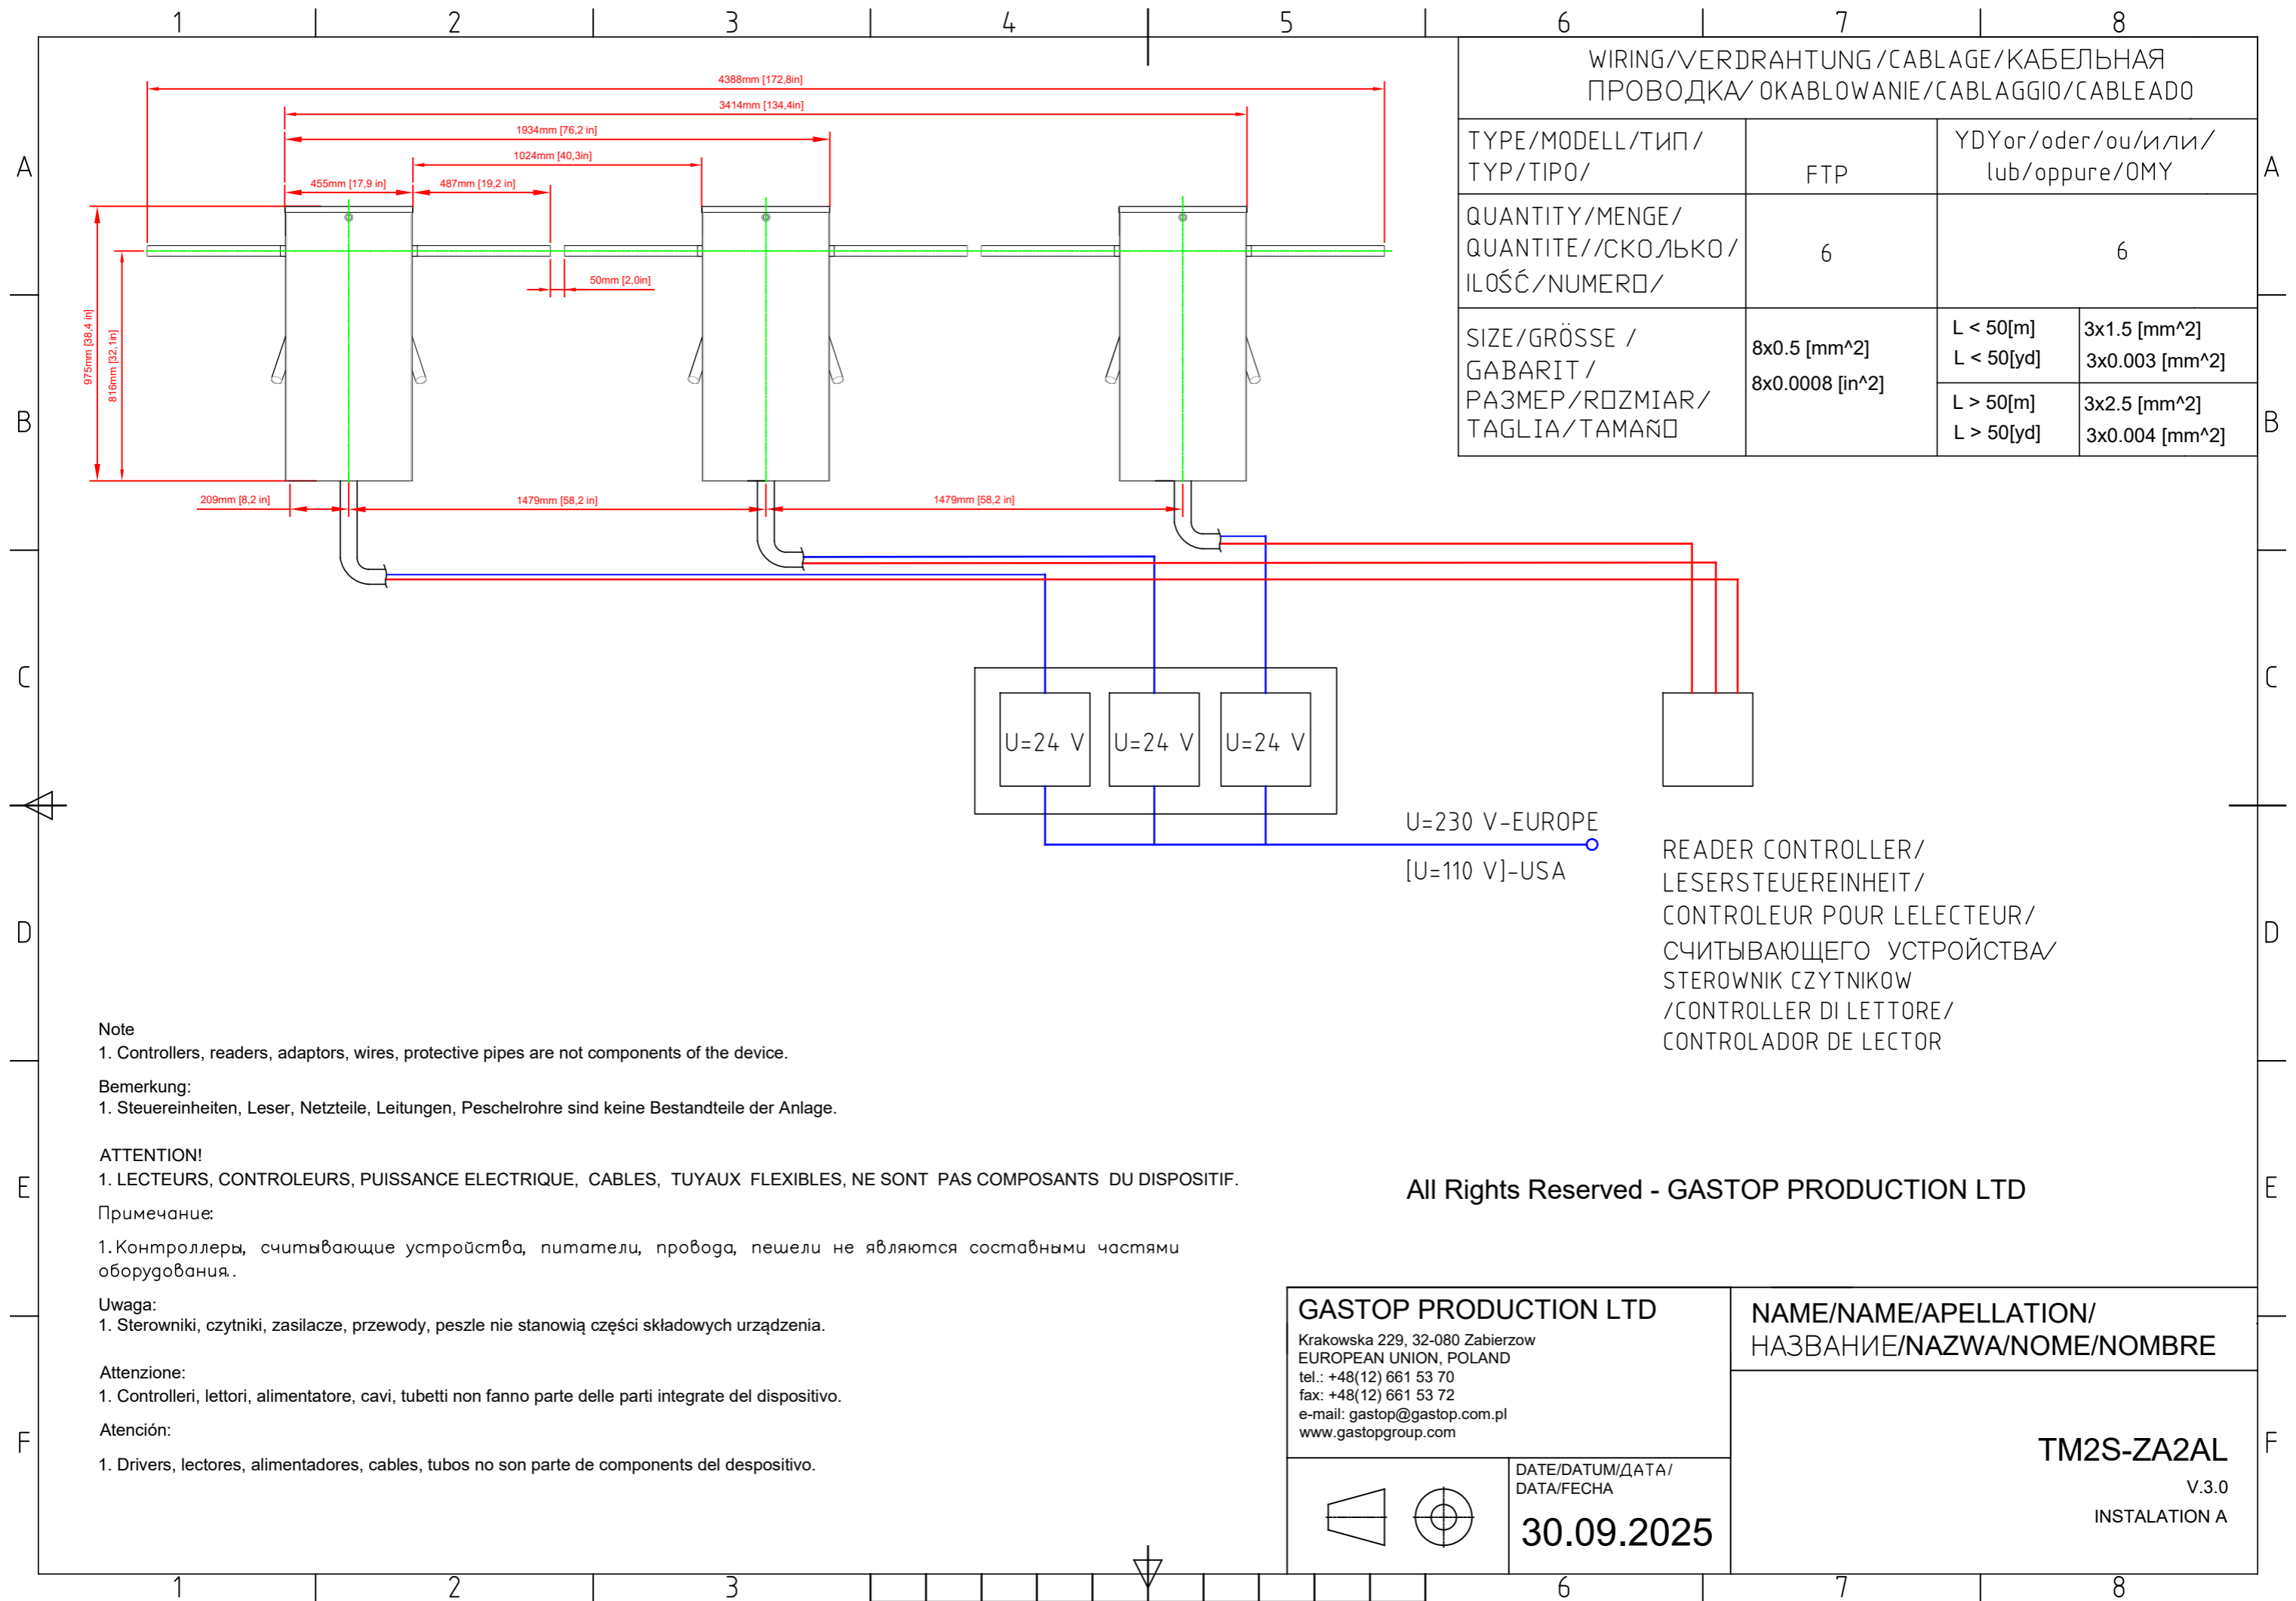 1 2 3 4 5 6 7 8
WIRING/VERDRAHTUNG/CABLAGE/КАБЕЛЬНАЯ
ПРОВОДКА/OKABLOWANIE/CABLAGGIO/CABLEADO
TYPE/MODELL/ТИП/
TYP/TIPO/
FTP
YDYor/oder/ou/или/
lub/oppure/OMY
QUANTITY/MENGE/
QUANTITE//СКОЛЬКО/
ILOŚĆ/NUMERO/
6
6
SIZE/GRÖSSE /
GABARIT/
РАЗМЕР/ROZMIAR/
TAGLIA/TAMAÑO
8x0.5 [mm^2]
8x0.0008 [in^2]
L < 50[m]
L < 50[yd]
3x1.5 [mm^2]
3x0.003 [mm^2]
L > 50[m]
L > 50[yd]
3x2.5 [mm^2]
3x0.004 [mm^2]
4388mm [172,8in]
3414mm [134,4in]
1934mm [76,2 in]
1024mm [40,3in]
455mm [17,9 in]
487mm [19,2 in]
50mm [2,0in]
975mm [38,4 in]
816mm [32,1in]
209mm [8,2 in]
1479mm [58,2 in]
1479mm [58,2 in]
A
A
B
B
C
C
D
D
E
E
F
F
U=24 V
U=24 V
U=24 V
U=230 V-EUROPE
[U=110 V]-USA
READER CONTROLLER/
LESERSTEUEREINHEIT/
CONTROLEUR POUR LELECTEUR/
СЧИТЫВАЮЩЕГО УСТРОЙСТВА/
STEROWNIK CZYTNIKOW
/CONTROLLER DI LETTORE/
CONTROLADOR DE LECTOR
Note
1. Controllers, readers, adaptors, wires, protective pipes are not components of the device.
Bemerkung:
1. Steuereinheiten, Leser, Netzteile, Leitungen, Peschelrohre sind keine Bestandteile der Anlage.
ATTENTION!
1. LECTEURS, CONTROLEURS, PUISSANCE ELECTRIQUE, CABLES, TUYAUX FLEXIBLES, NE SONT PAS COMPOSANTS DU DISPOSITIF.
Примечание:
1.Контроллеры, считывающие устройства, питатели, провода, пешели не являются составными частями
оборудования..
Uwaga:
1. Sterowniki, czytniki, zasilacze, przewody, peszle nie stanowią części składowych urządzenia.
Attenzione:
1. Controlleri, lettori, alimentatore, cavi, tubetti non fanno parte delle parti integrate del dispositivo.
Atención:
1. Drivers, lectores, alimentadores, cables, tubos no son parte de components del despositivo.
All Rights Reserved - GASTOP PRODUCTION LTD
GASTOP PRODUCTION LTD
Krakowska 229, 32-080 Zabierzow
EUROPEAN UNION, POLAND
tel.: +48(12) 661 53 70
fax: +48(12) 661 53 72
e-mail: gastop@gastop.com.pl
www.gastopgroup.com
DATE/DATUM/ДАТА/
DATA/FECHA
30.09.2025
NAME/NAME/APELLATION/
НАЗВАНИЕ/NAZWA/NOME/NOMBRE
TM2S-ZA2AL
V.3.0
INSTALATION A
1 2 3 6 7 8